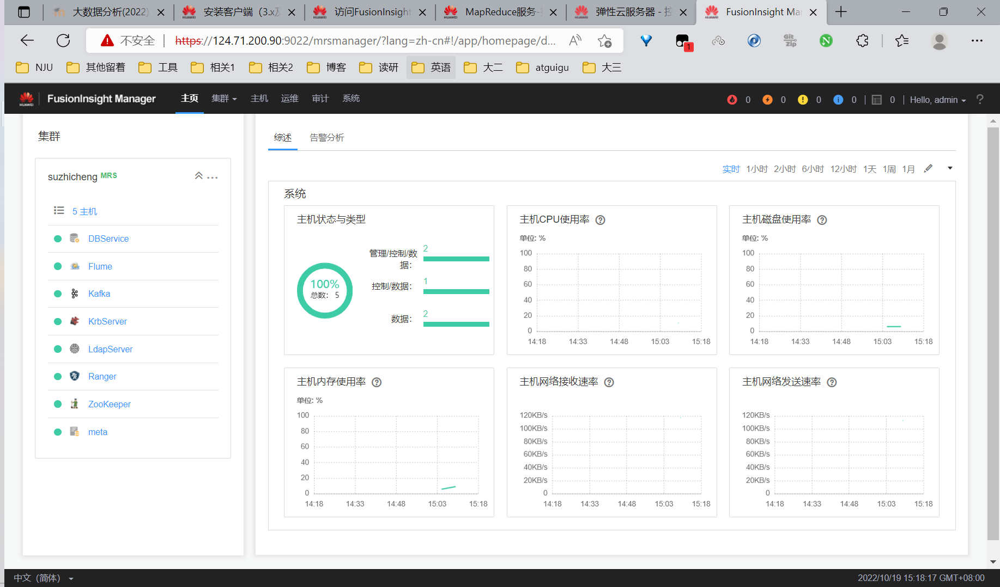 大数据分析(2022)
安装客户端（3.x及
访问FusionInsight
MapReduce服务-
弹性云服务器 - 控
FusionInsight Ma
不安全 | https://124.71.200.90:9022/mrsmanager/?lang=zh-cn#!/app/homepage/d...
1
Git Zip
N
NJU 其他留着 工具 相关1 相关2 博客 读研 英语 大二 atguigu 大三
HUAWEI
FusionInsight Manager
主页 集群 主机 运维 审计 系统
0 0 0 0 0 Hello, admin
集群
suzhicheng MRS
5 主机
DBService
Flume
Kafka
KrbServer
LdapServer
Ranger
ZooKeeper
meta
综述 告警分析
实时 1小时 2小时 6小时 12小时 1天 1周 1月
系统
主机状态与类型
100%
总数: 5
管理/控制/数据: 2
控制/数据: 1
数据: 2
主机CPU使用率
单位: %
100
80
60
40
20
0
14:18 14:33 14:48 15:03 15:18
主机磁盘使用率
单位: %
100
80
60
40
20
0
14:18 14:33 14:48 15:03 15:18
主机内存使用率
单位: %
100
80
60
40
20
0
14:18 14:33 14:48 15:03 15:18
主机网络接收速率
120KB/s
100KB/s
80KB/s
60KB/s
40KB/s
20KB/s
0
14:18 14:33 14:48 15:03 15:18
主机网络发送速率
120KB/s
100KB/s
80KB/s
60KB/s
40KB/s
20KB/s
0
14:18 14:33 14:48 15:03 15:18
中文（简体）
2022/10/19 15:18:17 GMT+08:00